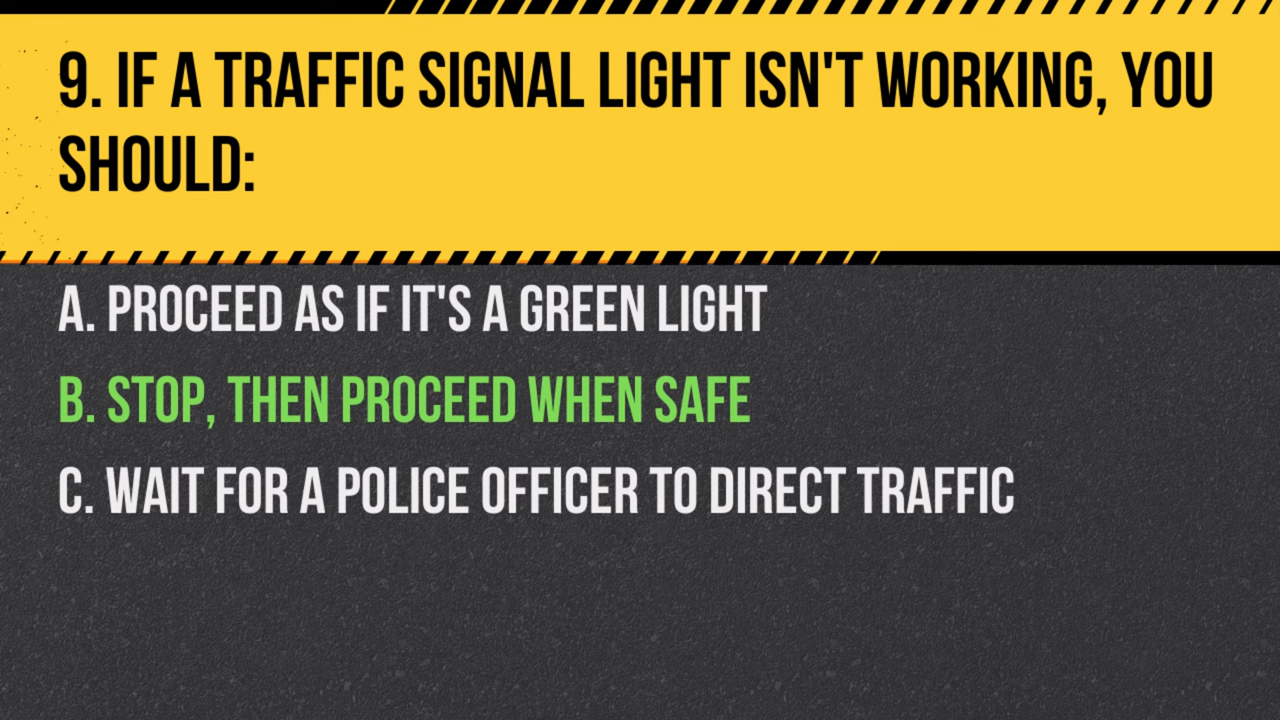 9. IF A TRAFFIC SIGNAL LIGHT ISN'T WORKING, YOU
SHOULD:
A. PROCEED AS IF IT'S A GREEN LIGHT
B. STOP, THEN PROCEED WHEN SAFE
C. WAIT FOR A POLICE OFFICER TO DIRECT TRAFFIC